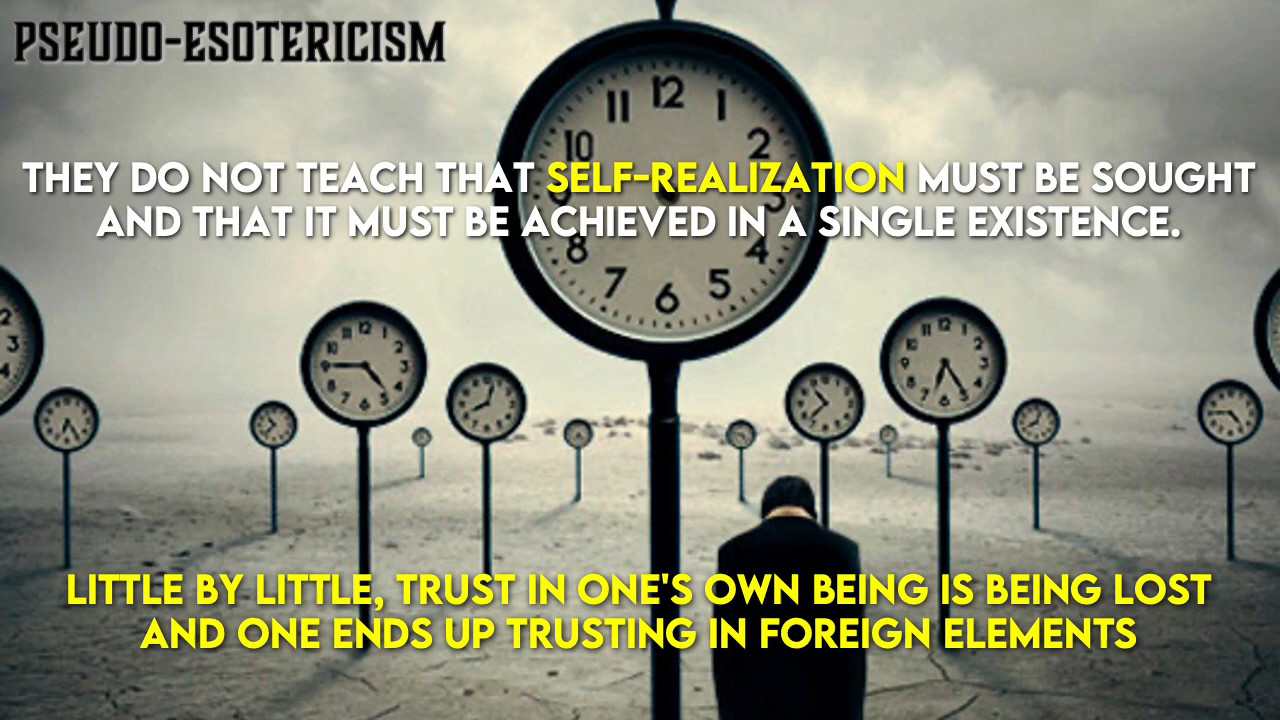 PSEUDO-ESOTERICISM
THEY DO NOT TEACH THAT SELF-REALIZATION MUST BE SOUGHT
AND THAT IT MUST BE ACHIEVED IN A SINGLE EXISTENCE.
LITTLE BY LITTLE, TRUST IN ONE'S OWN BEING IS BEING LOST
AND ONE ENDS UP TRUSTING IN FOREIGN ELEMENTS